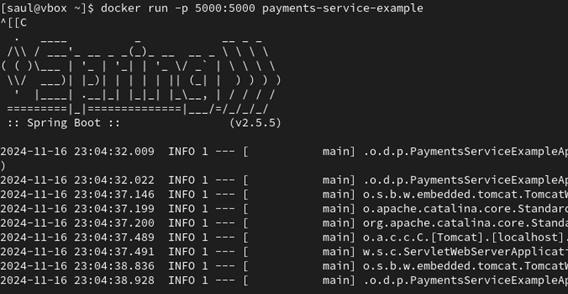 [saul@vbox ~]$ docker run -p 5000:5000 payments-service-example
^[[C
  .   ____          _            __ _ _
 /\\ / ___'_ __ _ _(_)_ __  __ _ \ \ \ \
( ( )\___ | '_ | '_| | '_ \/ _` | \ \ \ \
 \\/  ___)| |_)| | | | | || (_| |  ) ) ) )
  '  |____| .__|_| |_|_| |_\__, | / / / /
 =========|_|==============|___/=/_/_/_/
 :: Spring Boot ::                (v2.5.5)
2024-11-16 23:04:32.009  INFO 1 --- [           main] .o.d.p.PaymentsServiceExampleAp
)
2024-11-16 23:04:32.022  INFO 1 --- [           main] .o.d.p.PaymentsServiceExampleAp
2024-11-16 23:04:37.146  INFO 1 --- [           main] o.s.b.w.embedded.tomcat.TomcatW
2024-11-16 23:04:37.199  INFO 1 --- [           main] o.apache.catalina.core.Standard
2024-11-16 23:04:37.200  INFO 1 --- [           main] org.apache.catalina.core.Standa
2024-11-16 23:04:37.489  INFO 1 --- [           main] o.a.c.c.C.[Tomcat].[localhost].
2024-11-16 23:04:37.491  INFO 1 --- [           main] w.s.c.ServletWebServerApplicati
2024-11-16 23:04:38.836  INFO 1 --- [           main] o.s.b.w.embedded.tomcat.TomcatW
2024-11-16 23:04:38.928  INFO 1 --- [           main] .o.d.p.PaymentsServiceExampleAp